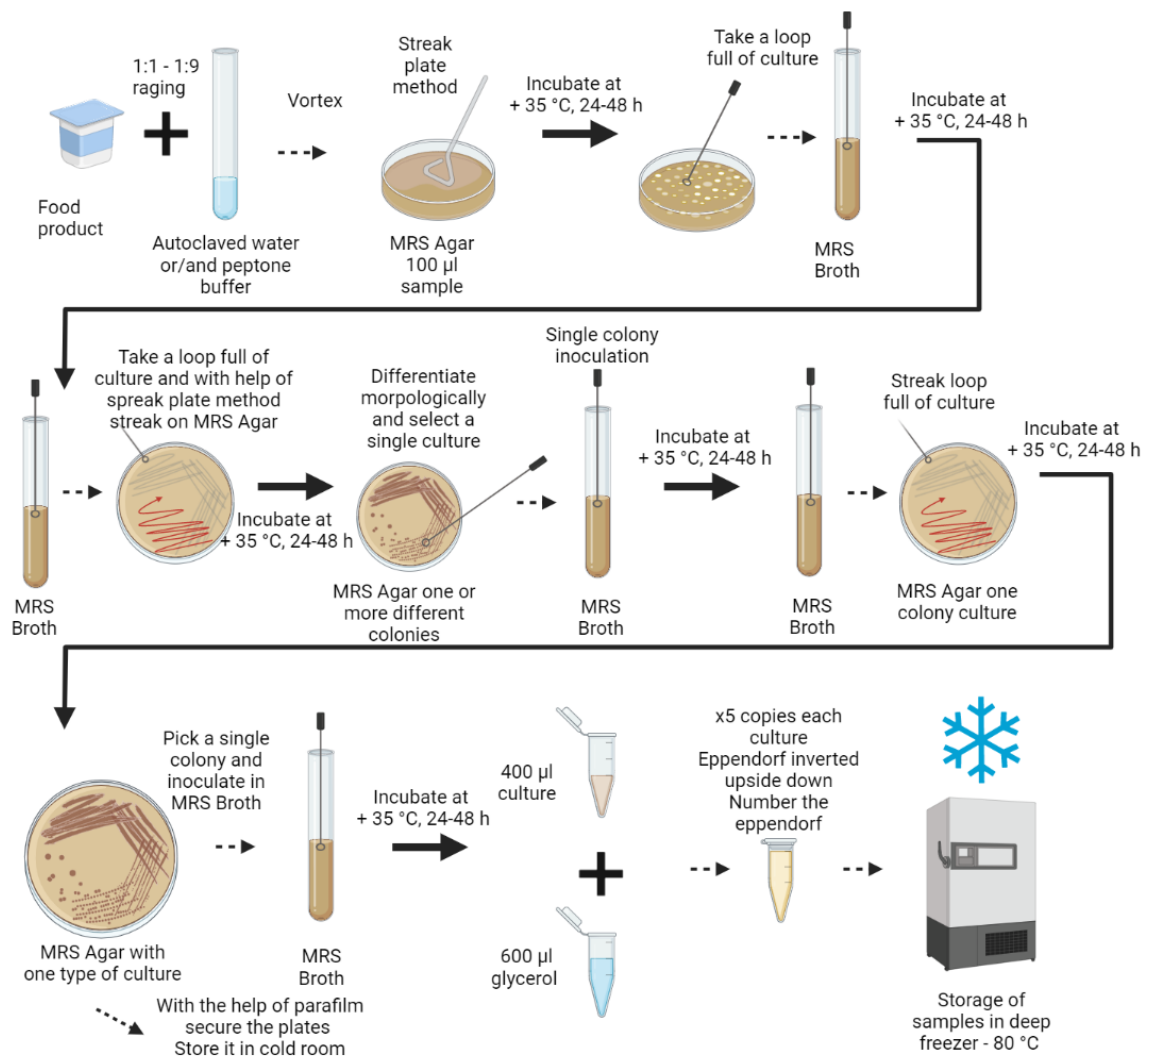 1:1 - 1:9
raging
Food
product
Autoclaved water
or/and peptone
buffer
Vortex
Streak
plate
method
MRS Agar
100 µl
sample
Incubate at
+ 35 °C, 24-48 h
Take a loop
full of culture
MRS
Broth
Incubate at
+ 35 °C, 24-48 h
MRS
Broth
Take a loop full of
culture and with help of
spreak plate method
streak on MRS Agar
Incubate at
+ 35 °C, 24-48 h
Differentiate
morpologically
and select a
single culture
MRS Agar one or
more different
colonies
Single colony
inoculation
MRS
Broth
Incubate at
+ 35 °C, 24-48 h
MRS
Broth
Streak loop
full of culture
MRS Agar one
colony culture
Incubate at
+ 35 °C, 24-48 h
MRS Agar with
one type of culture
With the help of parafilm
secure the plates
Store it in cold room
Pick a single
colony and
inoculate in
MRS Broth
MRS
Broth
Incubate at
+ 35 °C, 24-48 h
400 µl
culture
600 µl
glycerol
x5 copies each
culture
Eppendorf inverted
upside down
Number the
eppendorf
Storage of
samples in deep
freezer - 80 °C